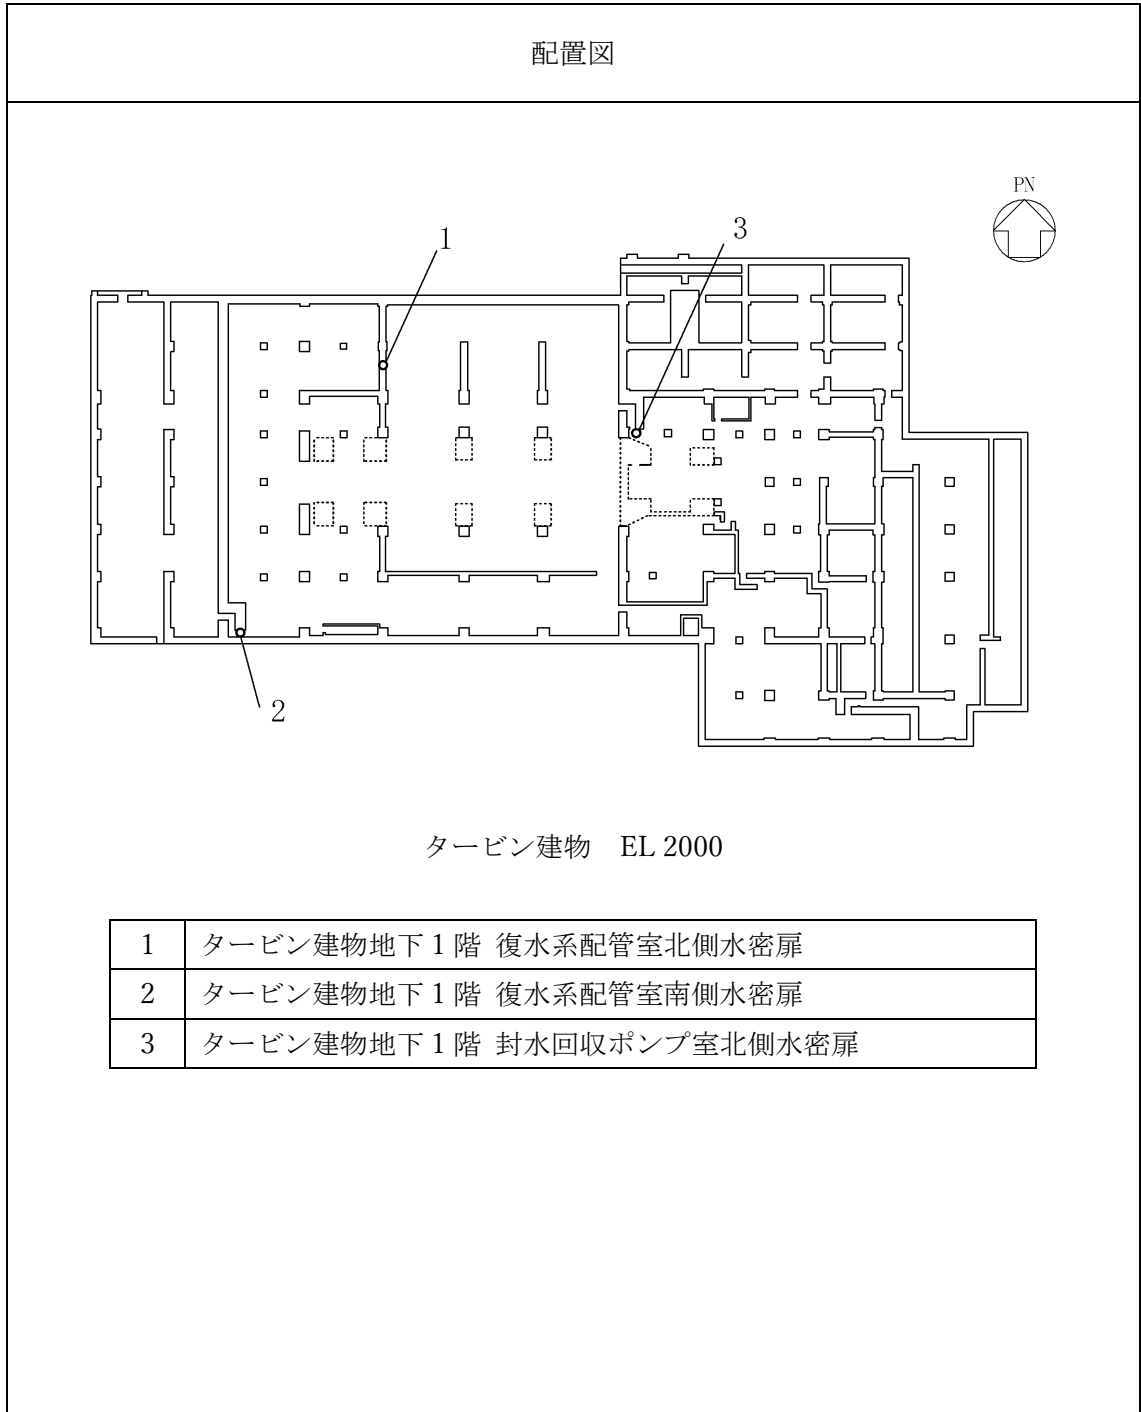 配置図
PN
1
3
2
タービン建物　EL 2000
1 タービン建物地下1階 復水系配管室北側水密扉
2 タービン建物地下1階 復水系配管室南側水密扉
3 タービン建物地下1階 封水回収ポンプ室北側水密扉